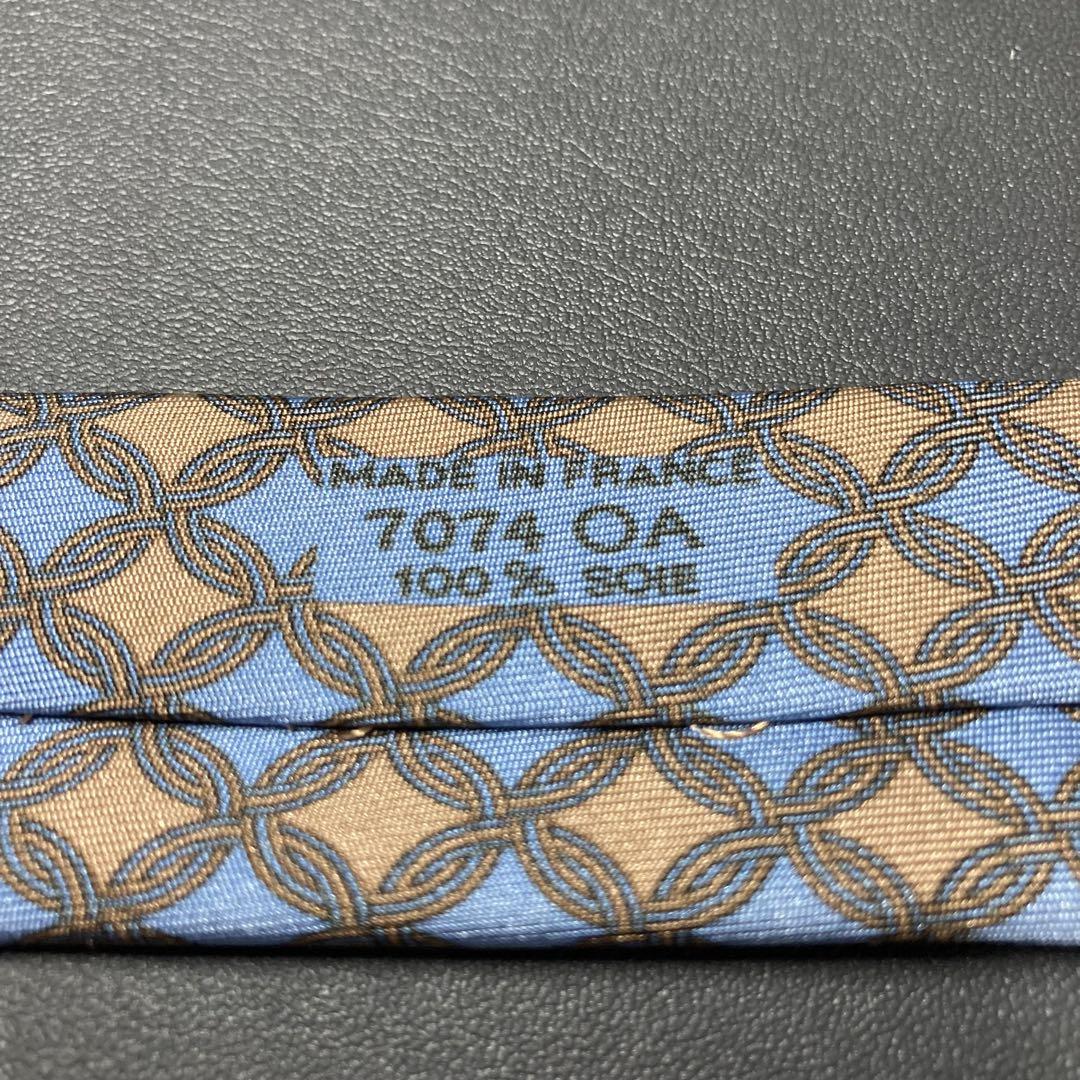 MADE IN FRANCE
7074 OA
100% SOIE